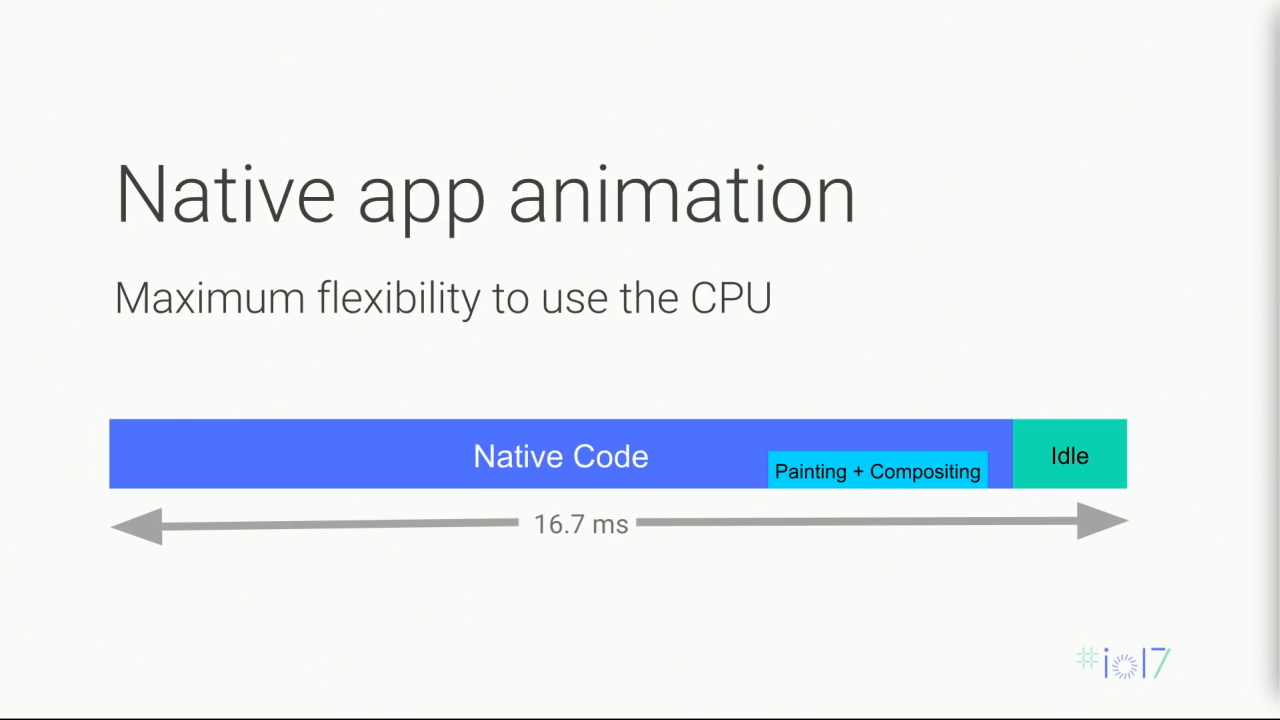 Native app animation
Maximum flexibility to use the CPU
Native Code
Painting + Compositing
Idle
16.7 ms
#io17